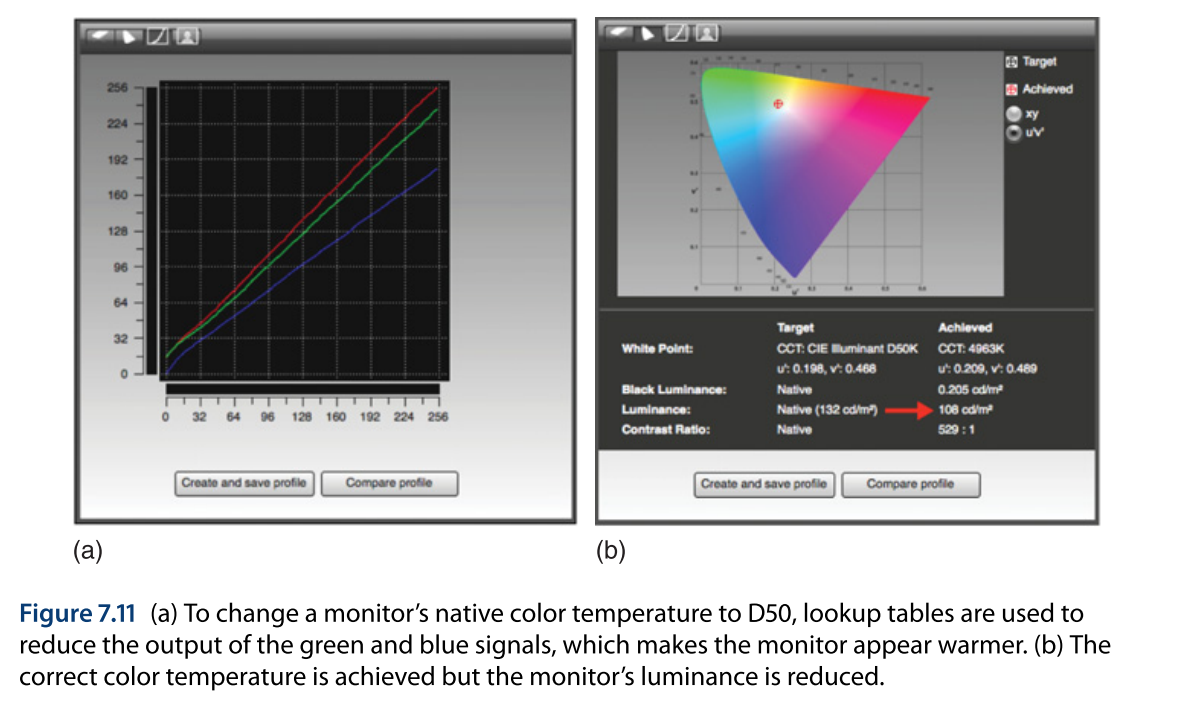 256
224
192
160
128
96
64
32
0
0 32 64 96 128 160 192 224 256
Create and save profile Compare profile
(a)
Target
Achieved
xy
u'v'
Target Achieved
White Point: CCT: CIE Illuminant D50K CCT: 4963K
u': 0.198, v': 0.468 u': 0.209, v': 0.489
Black Luminance: Native 0.205 cd/m²
Luminance: Native (132 cd/m²) 108 cd/m²
Contrast Ratio: Native 529 : 1
Create and save profile Compare profile
(b)
Figure 7.11 (a) To change a monitor's native color temperature to D50, lookup tables are used to
reduce the output of the green and blue signals, which makes the monitor appear warmer. (b) The
correct color temperature is achieved but the monitor's luminance is reduced.